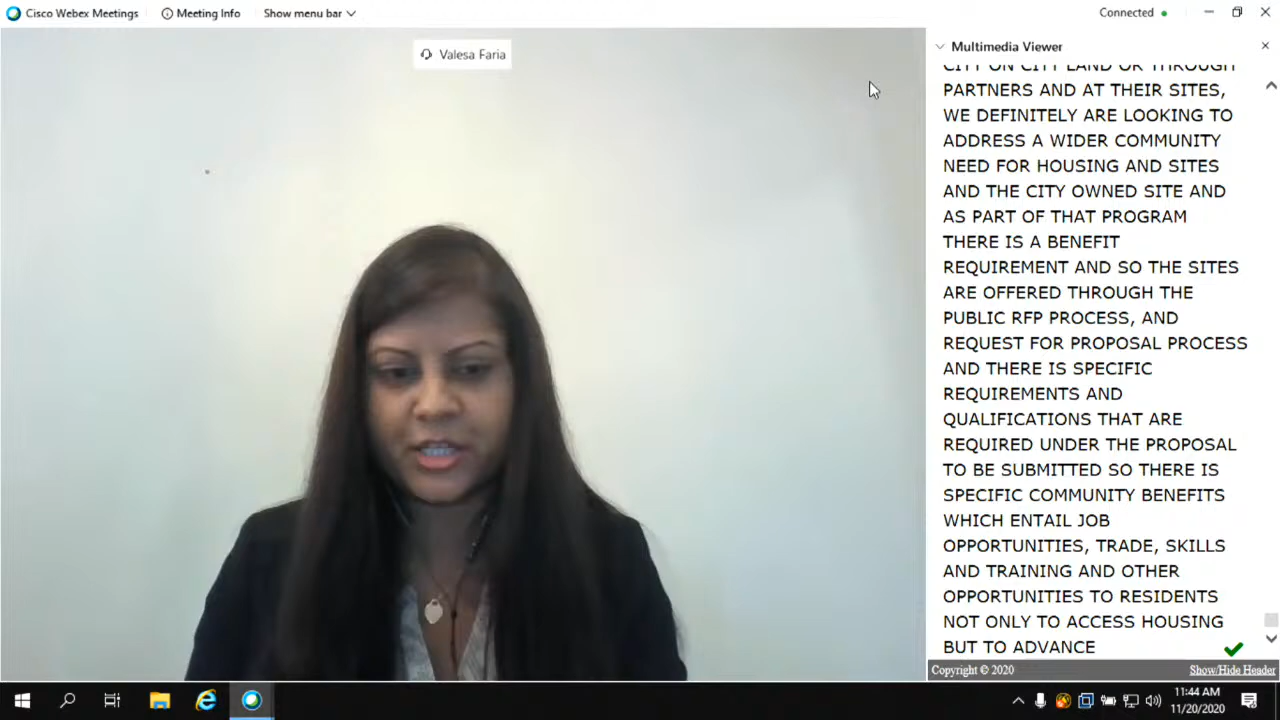 Cisco Webex Meetings
Meeting Info
Show menu bar
Connected
Valesa Faria
Multimedia Viewer
CITY ON CITY LAND OR THROUGH
PARTNERS AND AT THEIR SITES,
WE DEFINITELY ARE LOOKING TO
ADDRESS A WIDER COMMUNITY
NEED FOR HOUSING AND SITES
AND THE CITY OWNED SITE AND
AS PART OF THAT PROGRAM
THERE IS A BENEFIT
REQUIREMENT AND SO THE SITES
ARE OFFERED THROUGH THE
PUBLIC RFP PROCESS, AND
REQUEST FOR PROPOSAL PROCESS
AND THERE IS SPECIFIC
REQUIREMENTS AND
QUALIFICATIONS THAT ARE
REQUIRED UNDER THE PROPOSAL
TO BE SUBMITTED SO THERE IS
SPECIFIC COMMUNITY BENEFITS
WHICH ENTAIL JOB
OPPORTUNITIES, TRADE, SKILLS
AND TRAINING AND OTHER
OPPORTUNITIES TO RESIDENTS
NOT ONLY TO ACCESS HOUSING
BUT TO ADVANCE
Copyright © 2020
Show/Hide Header
11:44 AM
11/20/2020